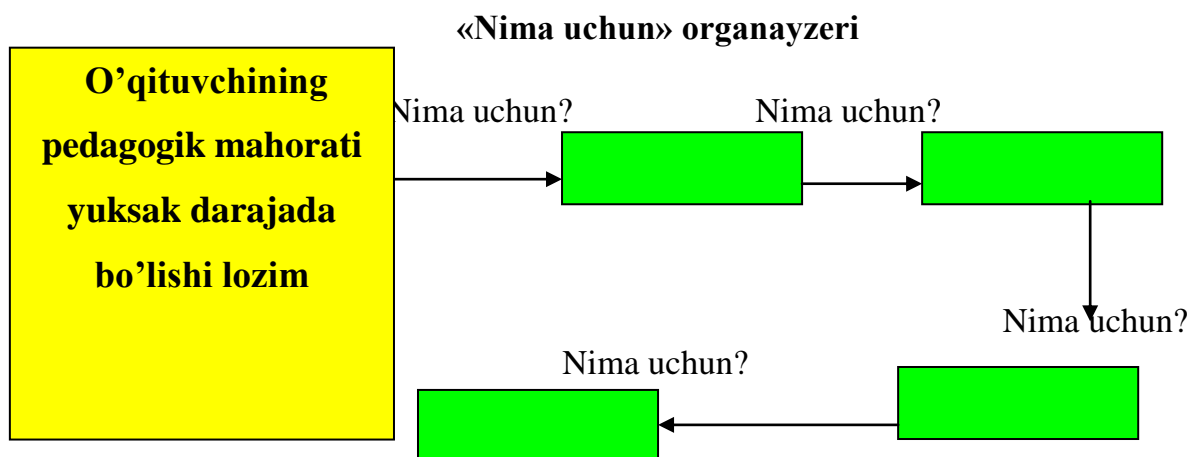 «Nima uchun» organayzeri
O’qituvchining
pedagogik mahorati
yuksak darajada
bo’lishi lozim
Nima uchun?
Nima uchun?
Nima uchun?
Nima uchun?